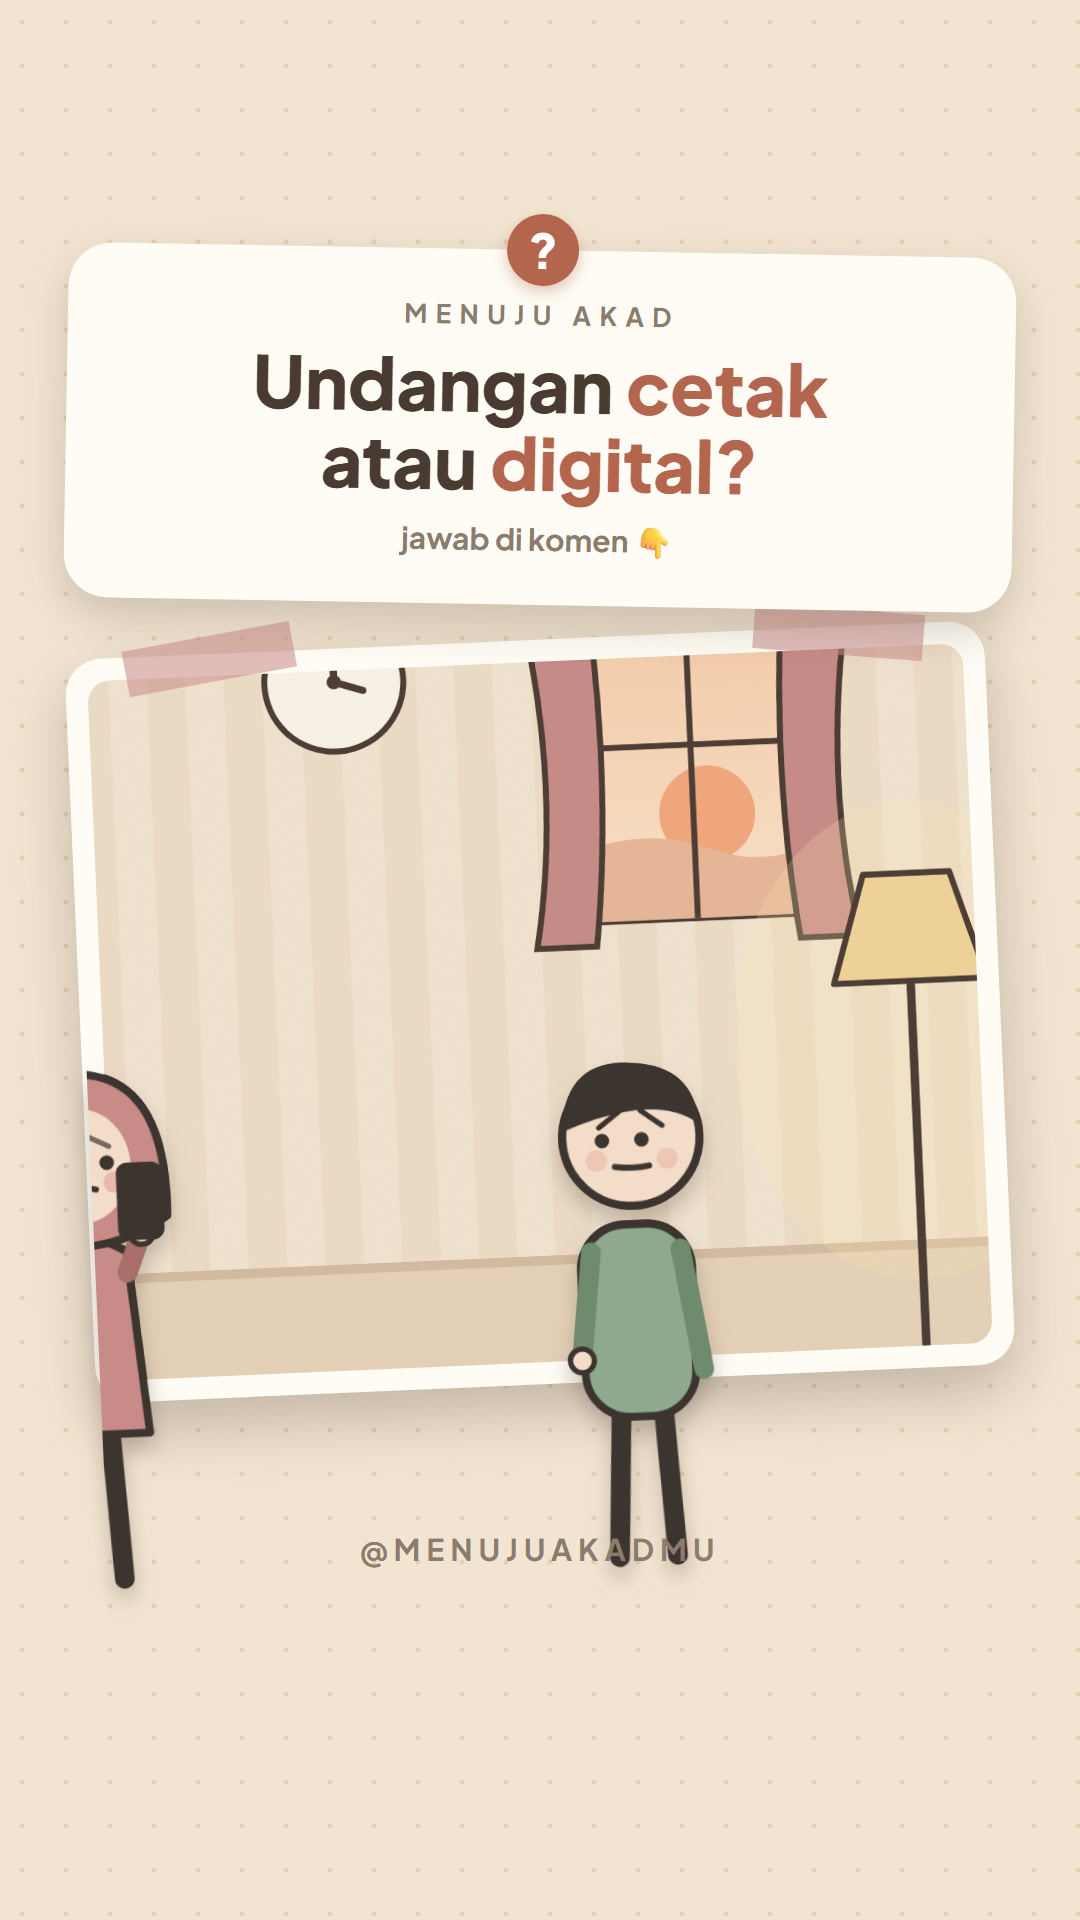 ?
MENUJU AKAD
Undangan cetak
atau digital?
jawab di komen 👇
@MENUJUAKADMU